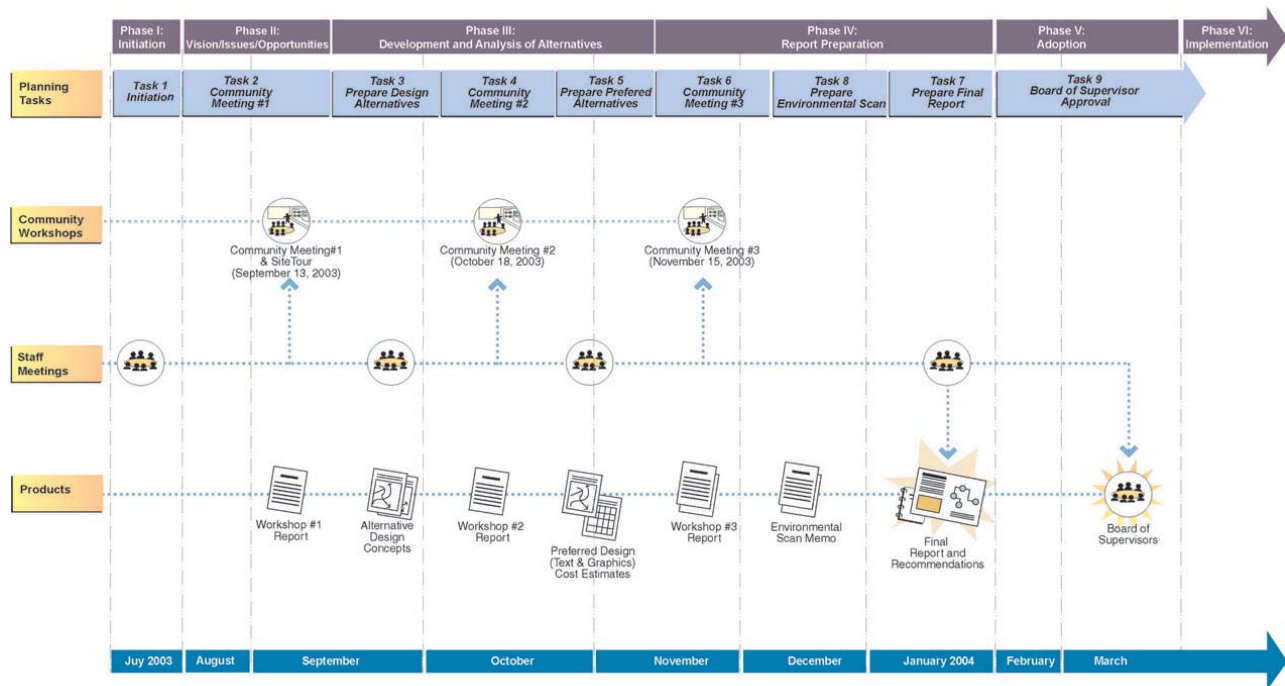 Phase I:
Initiation
Phase II:
Vision/Issues/Opportunities
Phase III:
Development and Analysis of Alternatives
Phase IV:
Report Preparation
Phase V:
Adoption
Phase VI:
Implementation
Planning
Tasks
Task 1
Initiation
Task 2
Community
Meeting #1
Task 3
Prepare Design
Alternatives
Task 4
Community
Meeting #2
Task 5
Prepare Prefered
Alternatives
Task 6
Community
Meeting #3
Task 8
Prepare
Environmental Scan
Task 7
Prepare Final
Report
Task 9
Board of Supervisor
Approval
Community
Workshops
Community Meeting#1
& SiteTour
(September 13, 2003)
Community Meeting #2
(October 18, 2003)
Community Meeting #3
(November 15, 2003)
Staff
Meetings
Products
Workshop #1
Report
Alternative
Design
Concepts
Workshop #2
Report
Preferred Design
(Text & Graphics)
Cost Estimates
Workshop #3
Report
Environmental
Scan Memo
Final
Report and
Recommendations
Board of
Supervisors
Juy 2003
August
September
October
November
December
January 2004
February
March